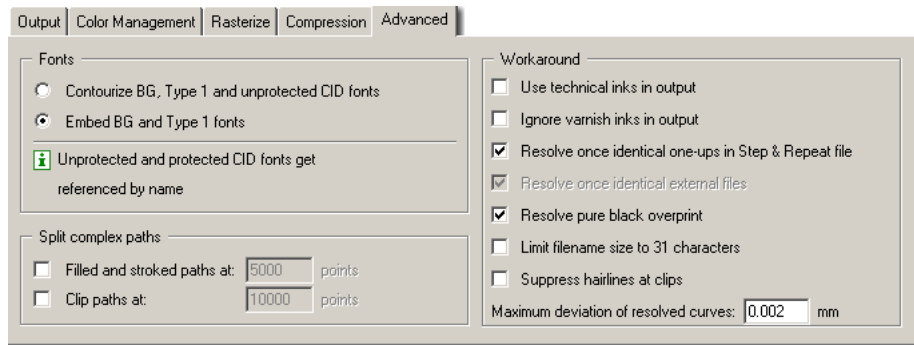 Output Color Management Rasterize Compression Advanced
Fonts
Contourize BG, Type 1 and unprotected CID fonts
Embed BG and Type 1 fonts
Unprotected and protected CID fonts get
referenced by name
Split complex paths
Filled and stroked paths at: 5000 points
Clip paths at: 10000 points
Workaround
Use technical inks in output
Ignore varnish inks in output
Resolve once identical one-ups in Step & Repeat file
Resolve once identical external files
Resolve pure black overprint
Limit filename size to 31 characters
Suppress hairlines at clips
Maximum deviation of resolved curves: 0.002 mm